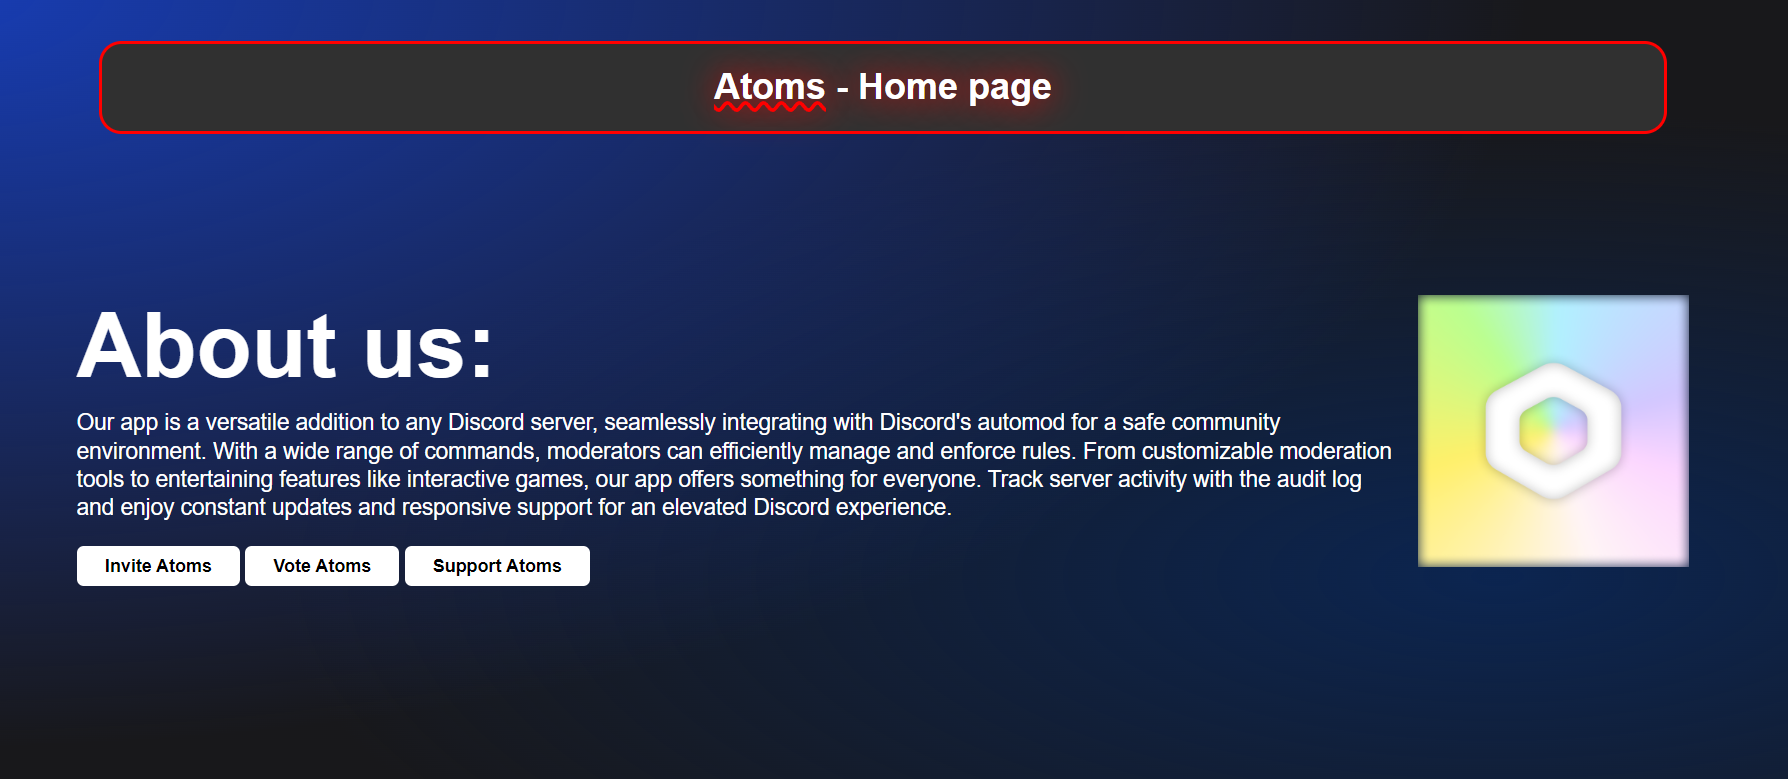 Atoms - Home page
About us:
Our app is a versatile addition to any Discord server, seamlessly integrating with Discord's automod for a safe community
environment. With a wide range of commands, moderators can efficiently manage and enforce rules. From customizable moderation
tools to entertaining features like interactive games, our app offers something for everyone. Track server activity with the audit log
and enjoy constant updates and responsive support for an elevated Discord experience.
Invite Atoms Vote Atoms Support Atoms